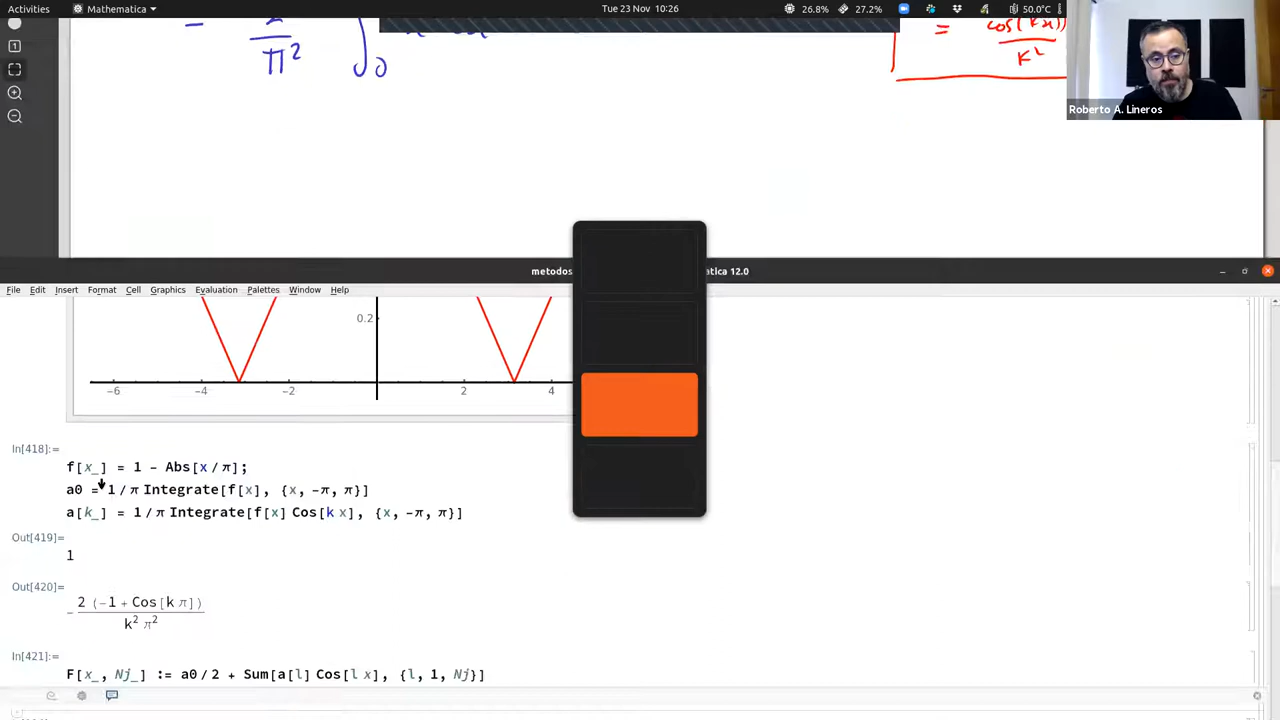 Activities Mathematica Tue 23 Nov 10:26 26.8% 27.2% 50.0°C
= cos(kx)
k²
π² ∫0
Roberto A. Lineros
metodos atica 12.0
File Edit Insert Format Cell Graphics Evaluation Palettes Window Help
0.2
-6 -4 -2 2 4
In[418]:=
f[x_] = 1 - Abs[x/π];
a0 = 1/π Integrate[f[x], {x, -π, π}]
a[k_] = 1/π Integrate[f[x] Cos[k x], {x, -π, π}]
Out[419]=
1
Out[420]=
- 2 (-1 + Cos[k π])
k² π²
In[421]:=
F[x_, Nj_] := a0/2 + Sum[a[l] Cos[l x], {l, 1, Nj}]